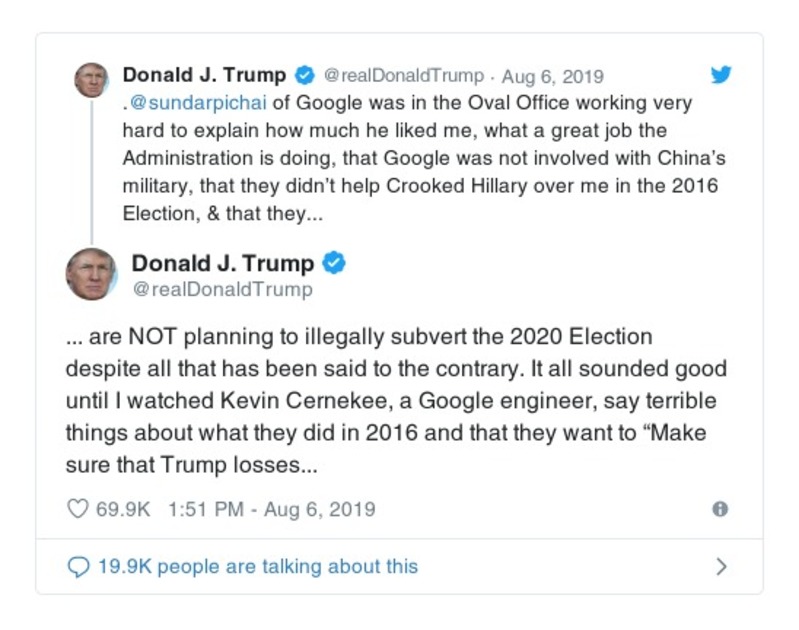 Donald J. Trump @realDonaldTrump · Aug 6, 2019
.@sundarpichai of Google was in the Oval Office working very
hard to explain how much he liked me, what a great job the
Administration is doing, that Google was not involved with China's
military, that they didn't help Crooked Hillary over me in the 2016
Election, & that they...
Donald J. Trump
@realDonaldTrump
... are NOT planning to illegally subvert the 2020 Election
despite all that has been said to the contrary. It all sounded good
until I watched Kevin Cernekee, a Google engineer, say terrible
things about what they did in 2016 and that they want to “Make
sure that Trump losses...
69.9K 1:51 PM - Aug 6, 2019
19.9K people are talking about this